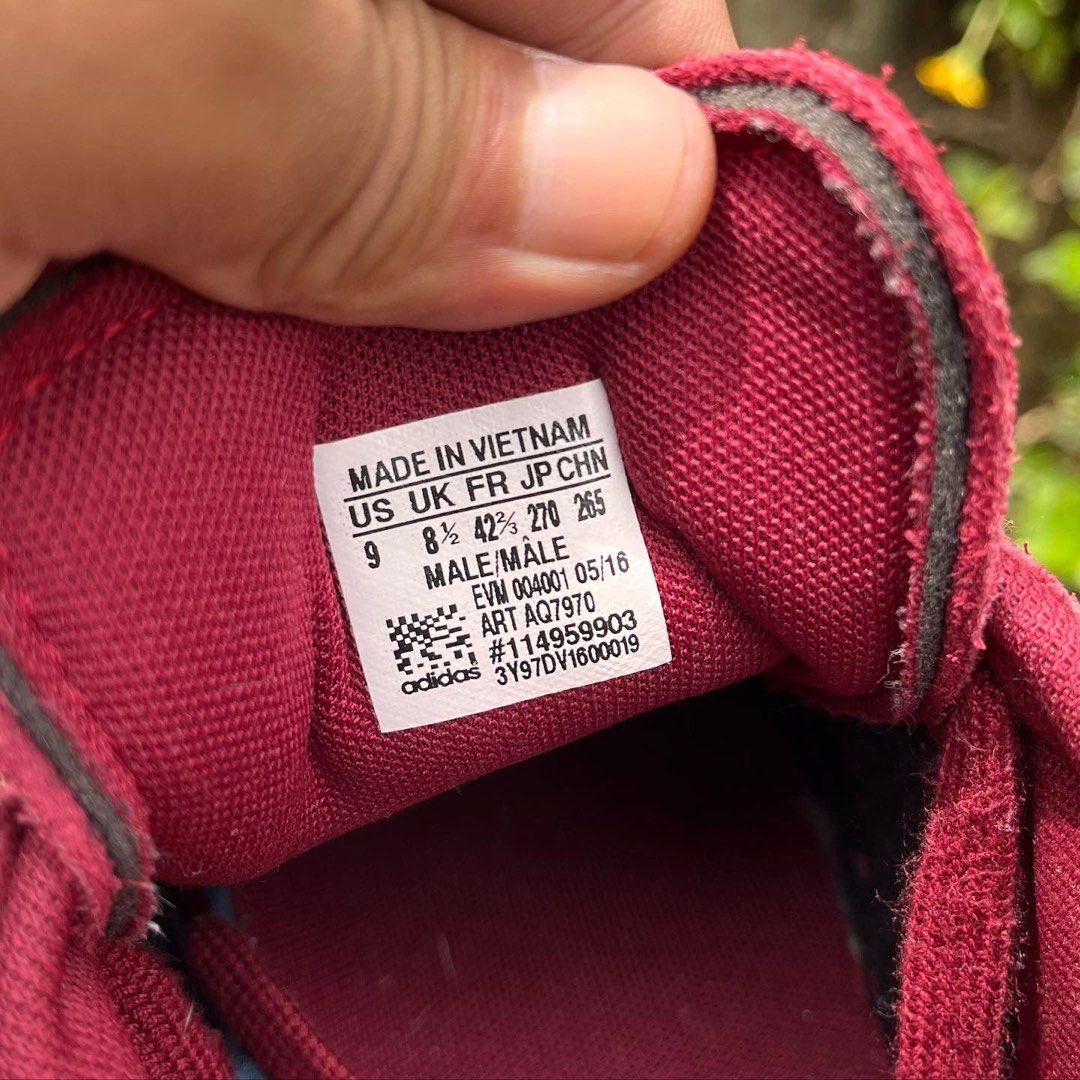 MADE IN VIETNAM
US UK FR JP CHN
9 8½ 42⅔ 270 265
MALE/MÂLE
EVM 004001 05/16
ART AQ7970
#114959903
adidas 3Y97DV1600019